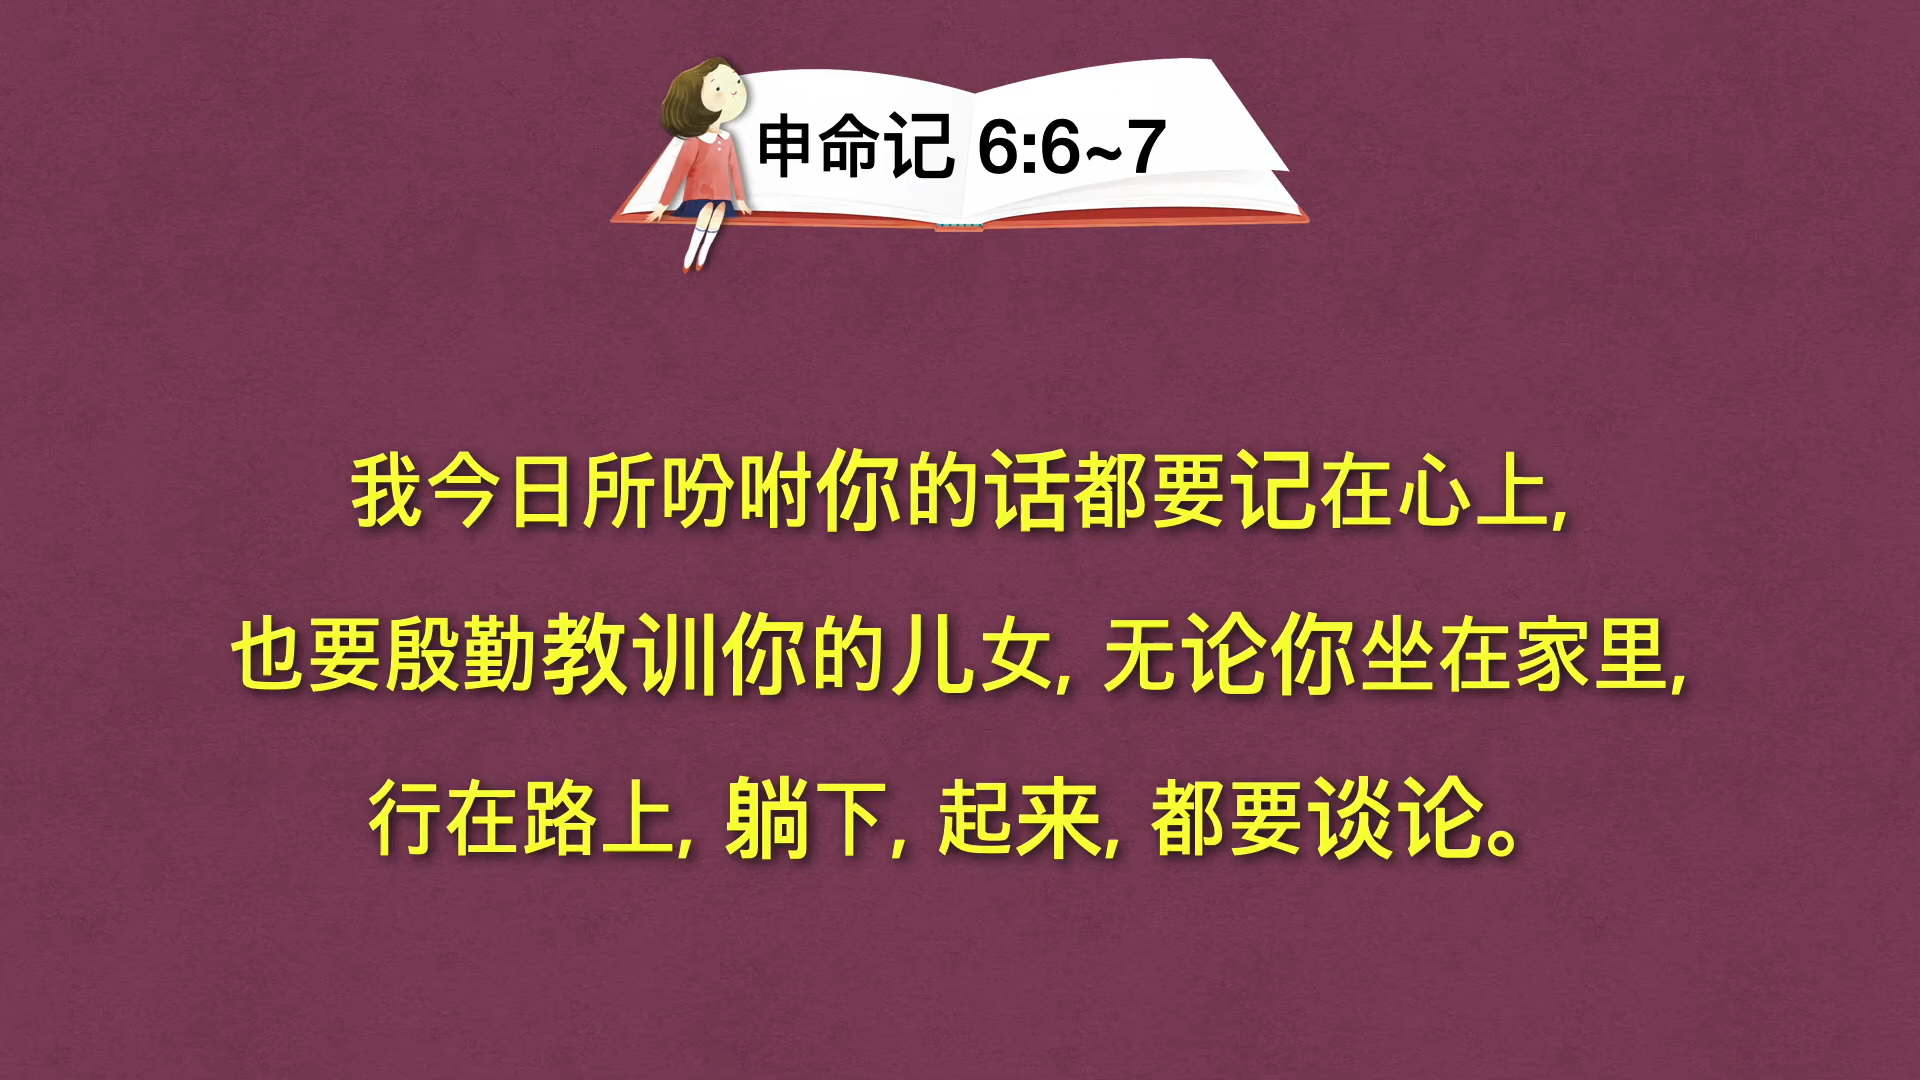 申命记 6:6~7
我今日所吩咐你的话都要记在心上,
也要殷勤教训你的儿女, 无论你坐在家里,
行在路上, 躺下, 起来, 都要谈论。